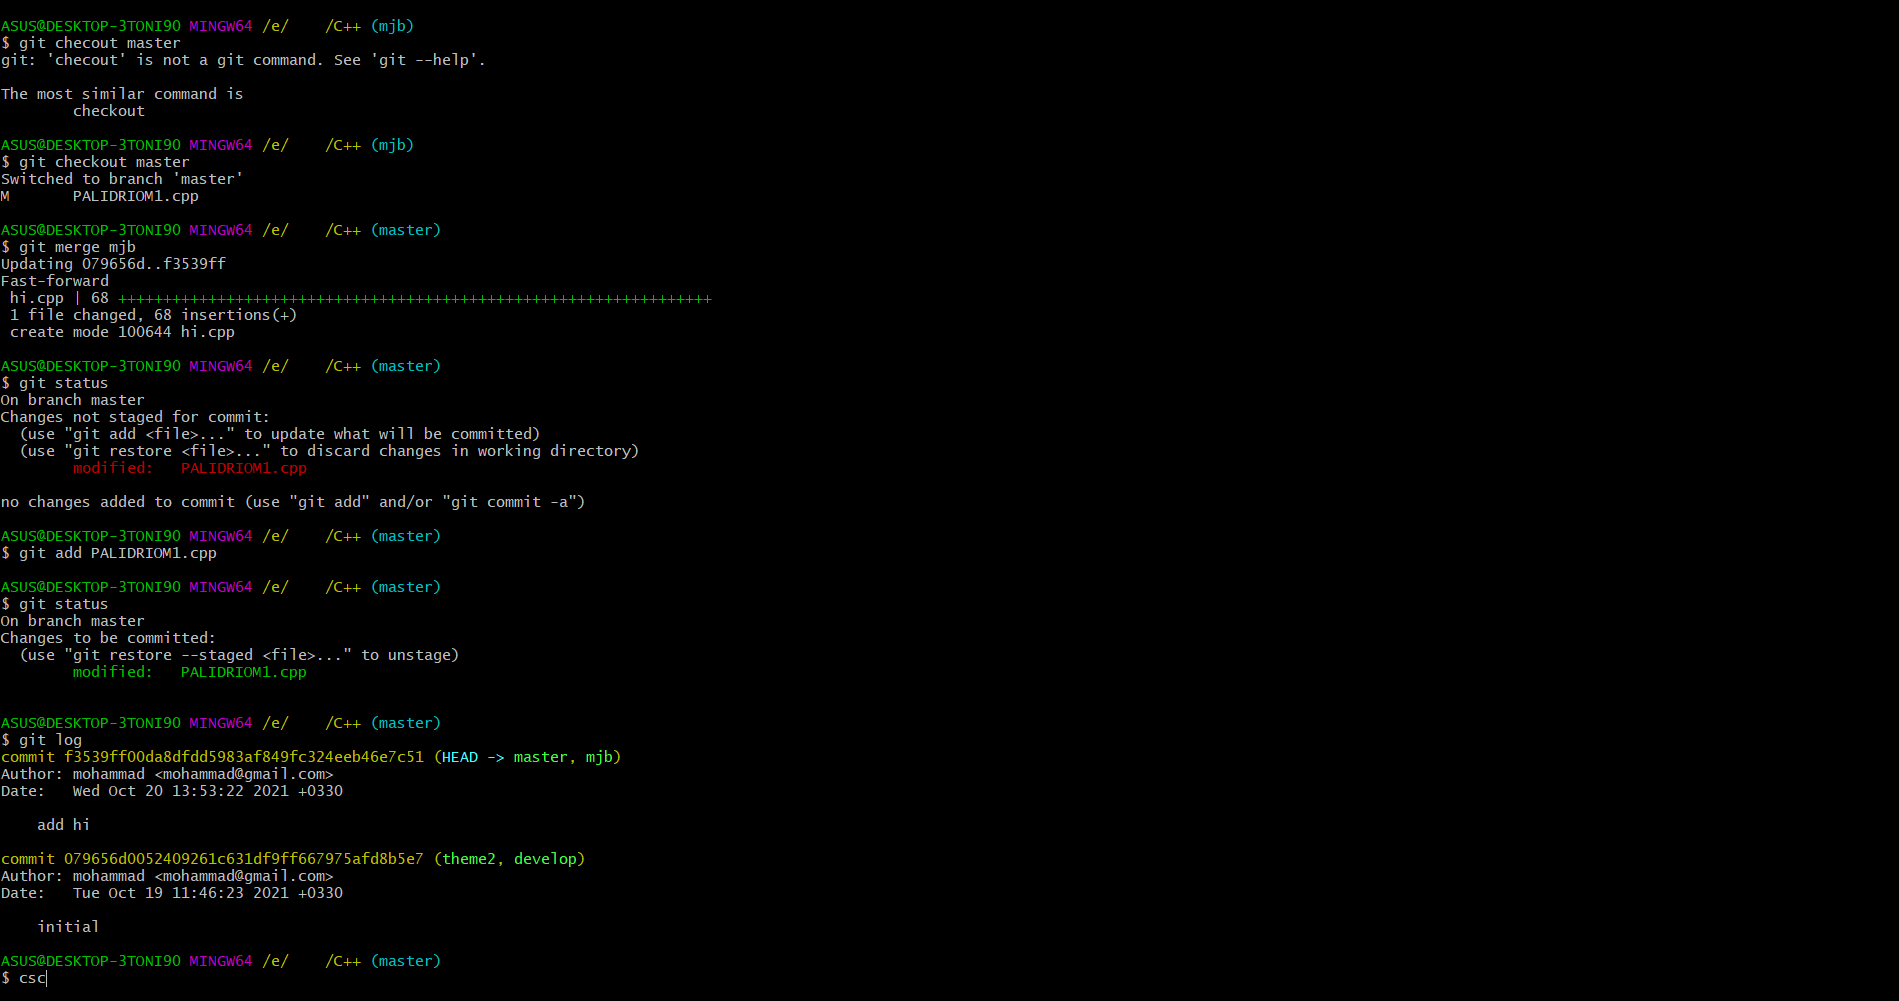 ASUS@DESKTOP-3TONI90 MINGW64 /e/    /C++ (mjb)
$ git checout master
git: 'checout' is not a git command. See 'git --help'.

The most similar command is
        checkout

ASUS@DESKTOP-3TONI90 MINGW64 /e/    /C++ (mjb)
$ git checkout master
Switched to branch 'master'
M       PALIDRIOM1.cpp

ASUS@DESKTOP-3TONI90 MINGW64 /e/    /C++ (master)
$ git merge mjb
Updating 079656d..f3539ff
Fast-forward
 hi.cpp | 68 ++++++++++++++++++++++++++++++++++++++++++++++++++++++++++++++++++
 1 file changed, 68 insertions(+)
 create mode 100644 hi.cpp

ASUS@DESKTOP-3TONI90 MINGW64 /e/    /C++ (master)
$ git status
On branch master
Changes not staged for commit:
  (use "git add <file>..." to update what will be committed)
  (use "git restore <file>..." to discard changes in working directory)
        modified:   PALIDRIOM1.cpp

no changes added to commit (use "git add" and/or "git commit -a")

ASUS@DESKTOP-3TONI90 MINGW64 /e/    /C++ (master)
$ git add PALIDRIOM1.cpp

ASUS@DESKTOP-3TONI90 MINGW64 /e/    /C++ (master)
$ git status
On branch master
Changes to be committed:
  (use "git restore --staged <file>..." to unstage)
        modified:   PALIDRIOM1.cpp


ASUS@DESKTOP-3TONI90 MINGW64 /e/    /C++ (master)
$ git log
commit f3539ff00da8dfdd5983af849fc324eeb46e7c51 (HEAD -> master, mjb)
Author: mohammad <mohammad@gmail.com>
Date:   Wed Oct 20 13:53:22 2021 +0330

    add hi

commit 079656d0052409261c631df9ff667975afd8b5e7 (theme2, develop)
Author: mohammad <mohammad@gmail.com>
Date:   Tue Oct 19 11:46:23 2021 +0330

    initial

ASUS@DESKTOP-3TONI90 MINGW64 /e/    /C++ (master)
$ csc